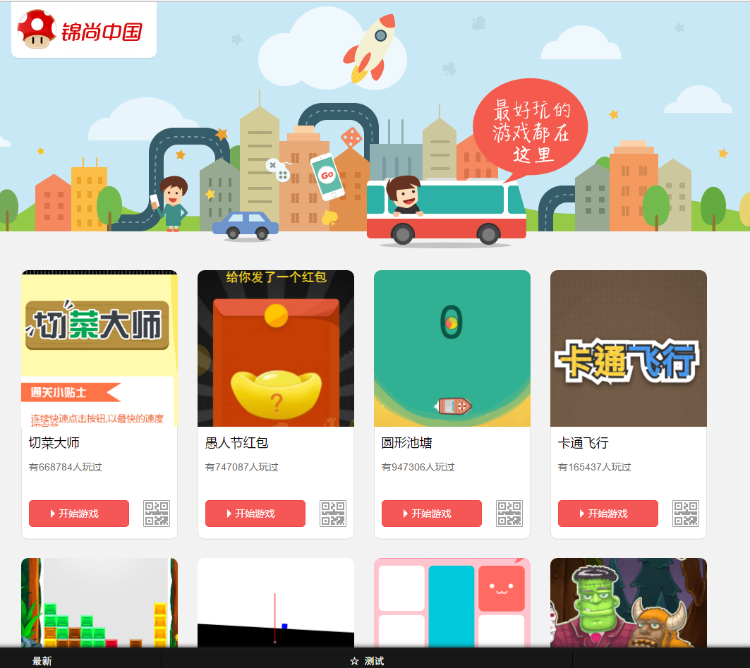 锦尚中国
最好玩的
游戏都在
这里
Go
切菜大师
通关小贴士
连续快速点击按钮,以最快的速度
切菜大师
有668784人玩过
开始游戏
给你发了一个红包
?
愚人节红包
有747087人玩过
开始游戏
圆形池塘
有947306人玩过
开始游戏
卡通飞行
卡通飞行
有165437人玩过
开始游戏
最新
☆ 测试